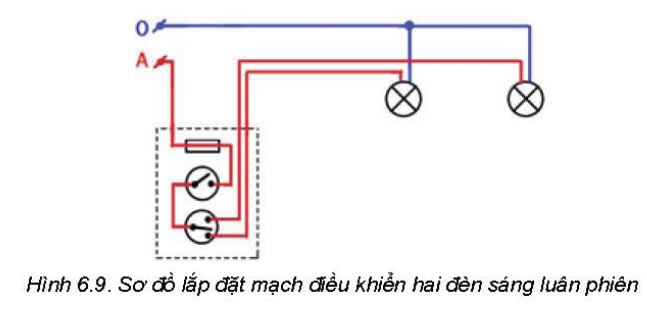 O
A
Hình 6.9. Sơ đồ lắp đặt mạch điều khiển hai đèn sáng luân phiên